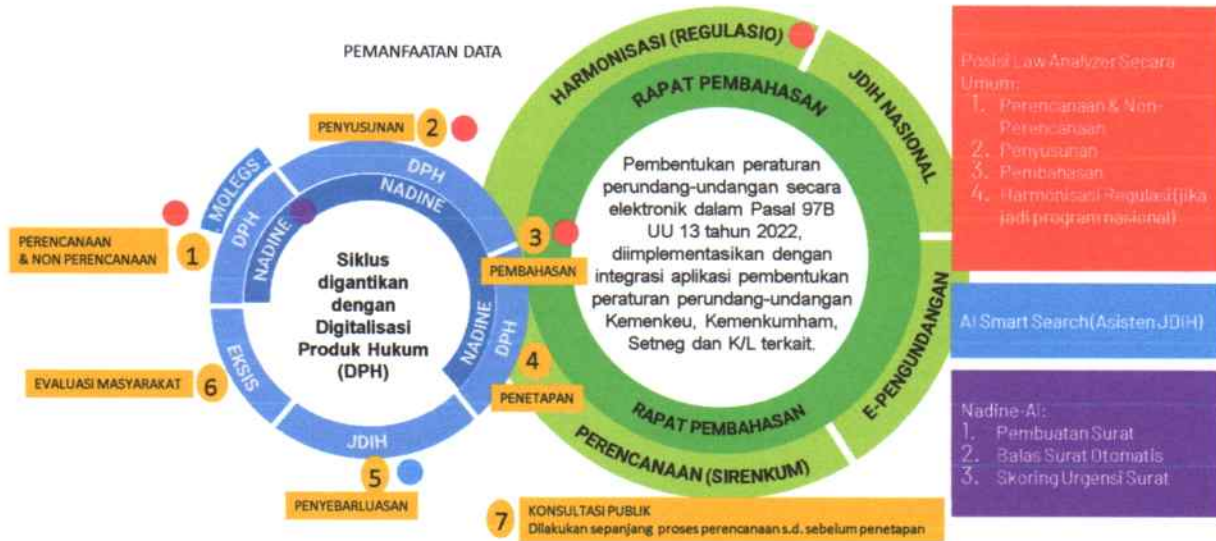 PEMANFAATAN DATA
PENYUSUNAN 2
MOLEGS
DPH
NADINE
DPH
NADINE
1
PERENCANAAN
& NON PERENCANAAN
3
PEMBAHASAN
NADINE
DPH
Siklus
digantikan
dengan
Digitalisasi
Produk Hukum
(DPH)
4
PENETAPAN
EKSIS
EVALUASI MASYARAKAT 6
JDIH
5
PENYEBARLUASAN
HARMONISASI (REGULASIO)
RAPAT PEMBAHASAN
JDIH NASIONAL
Pembentukan peraturan
perundang-undangan secara
elektronik dalam Pasal 97B
UU 13 tahun 2022,
diimplementasikan dengan
integrasi aplikasi pembentukan
peraturan perundang-undangan
Kemenkeu, Kemenkumham,
Setneg dan K/L terkait.
E-PENGUNDANGAN
RAPAT PEMBAHASAN
PERENCANAAN (SIRENKUM)
7 KONSULTASI PUBLIK
Dilakukan sepanjang proses perencanaan s.d. sebelum penetapan
Posisi Law Analyzer Secara
Umum:
1. Perencanaan & Non-
Perencanaan
2. Penyusunan
3. Pembahasan
4. Harmonisasi Regulasi (jika
jadi program nasional)
AI Smart Search (Asisten JDIH)
Nadine-AI:
1. Pembuatan Surat
2. Balas Surat Otomatis
3. Skoring Urgensi Surat